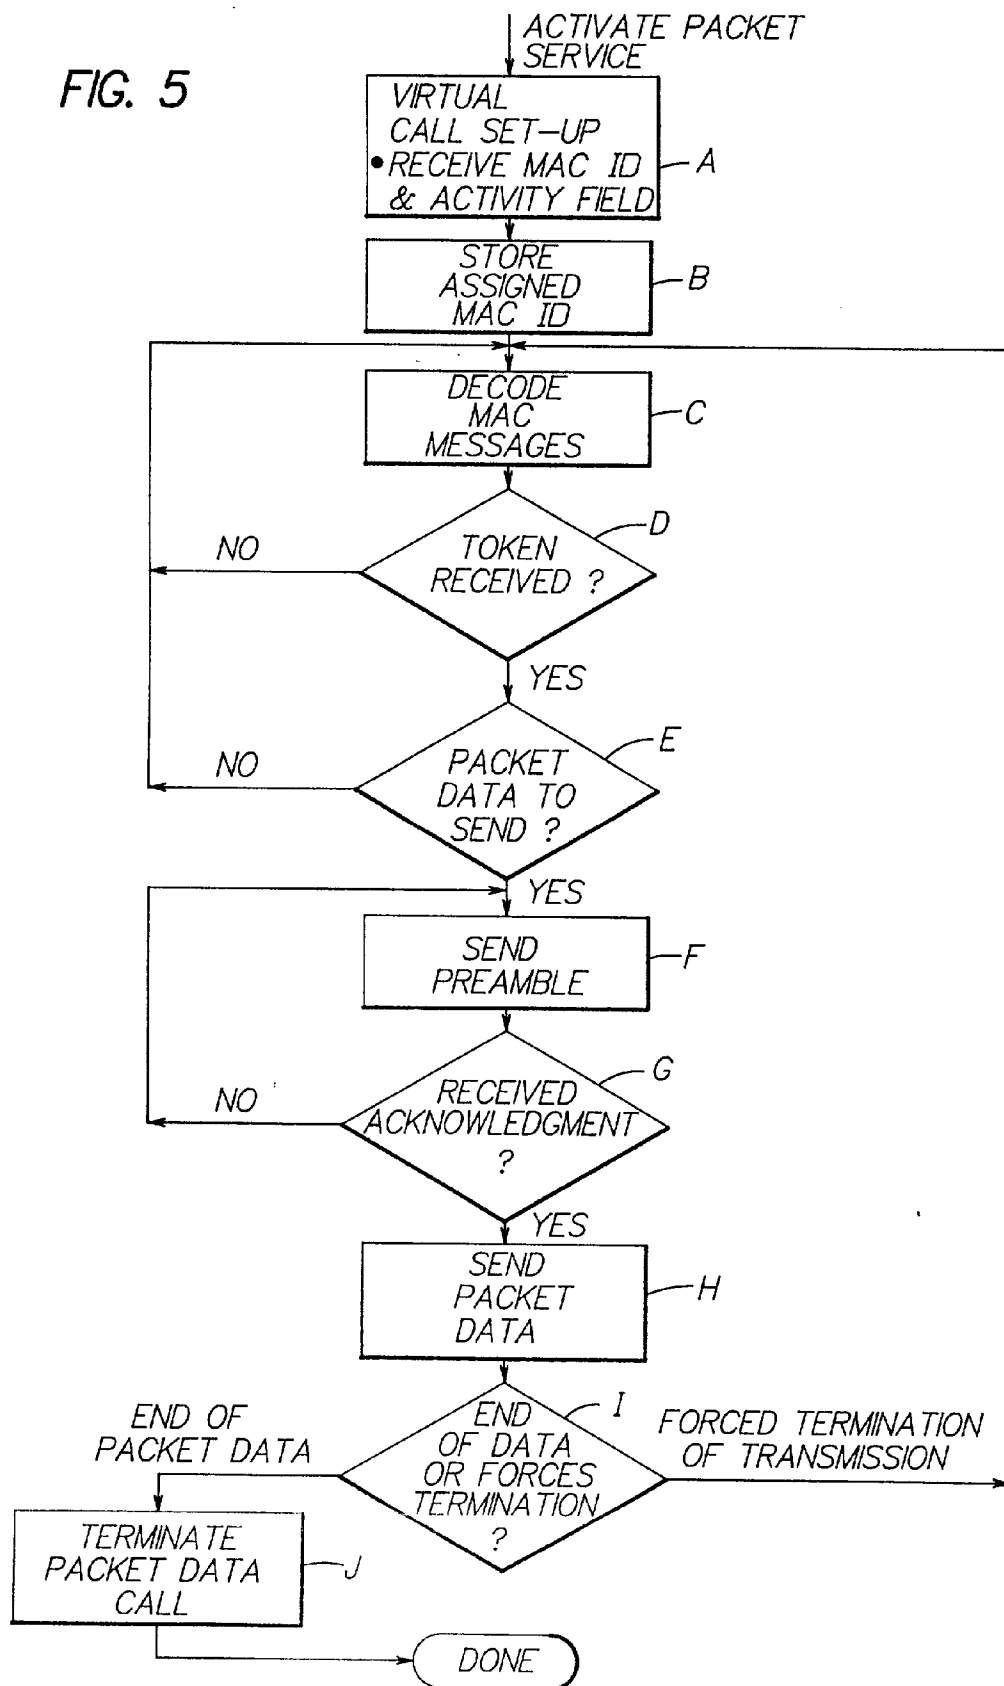 ACTIVATE PACKET
SERVICE
FIG. 5
VIRTUAL
CALL SET-UP
•RECEIVE MAC ID
& ACTIVITY FIELD
A
STORE
ASSIGNED
MAC ID
B
DECODE
MAC
MESSAGES
C
D
TOKEN
RECEIVED ?
NO
YES
E
PACKET
DATA TO
SEND ?
NO
YES
SEND
PREAMBLE
F
G
RECEIVED
ACKNOWLEDGMENT
?
NO
YES
SEND
PACKET
DATA
H
I
END
OF DATA
OR FORCES
TERMINATION
?
END OF
PACKET DATA
FORCED TERMINATION
OF TRANSMISSION
TERMINATE
PACKET DATA
CALL
J
DONE